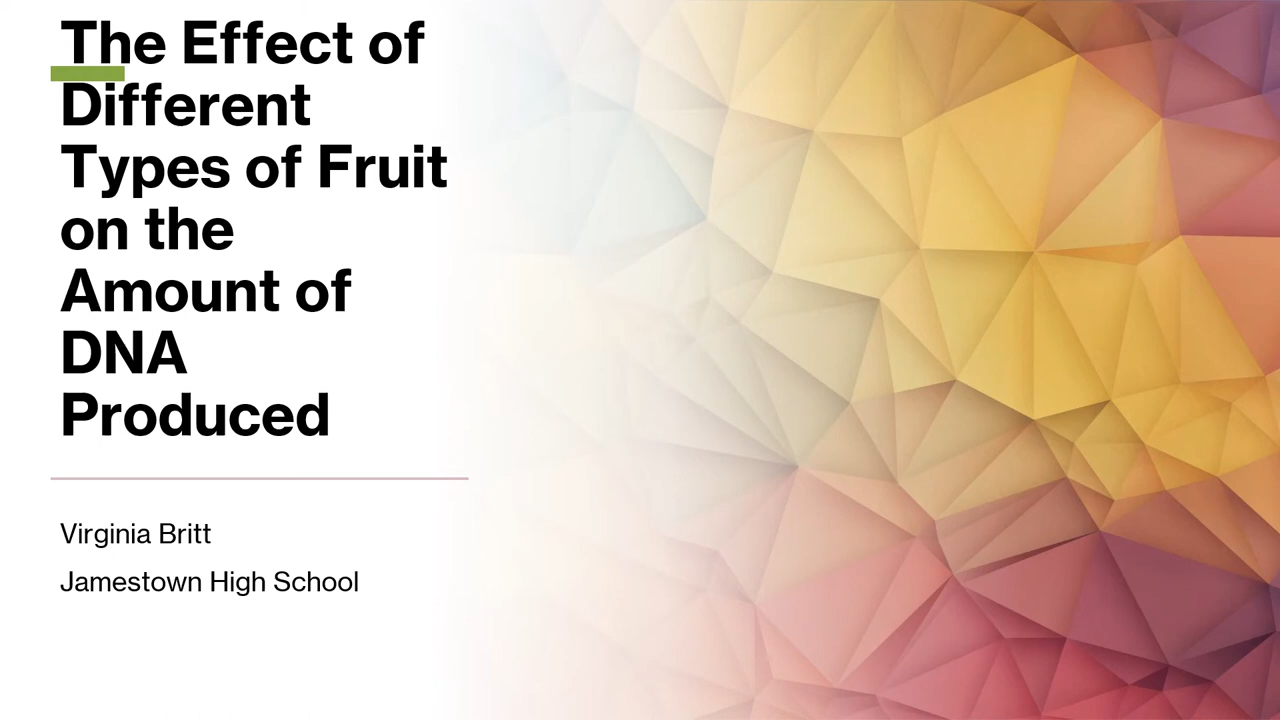 The Effect of
Different
Types of Fruit
on the
Amount of
DNA
Produced
Virginia Britt
Jamestown High School